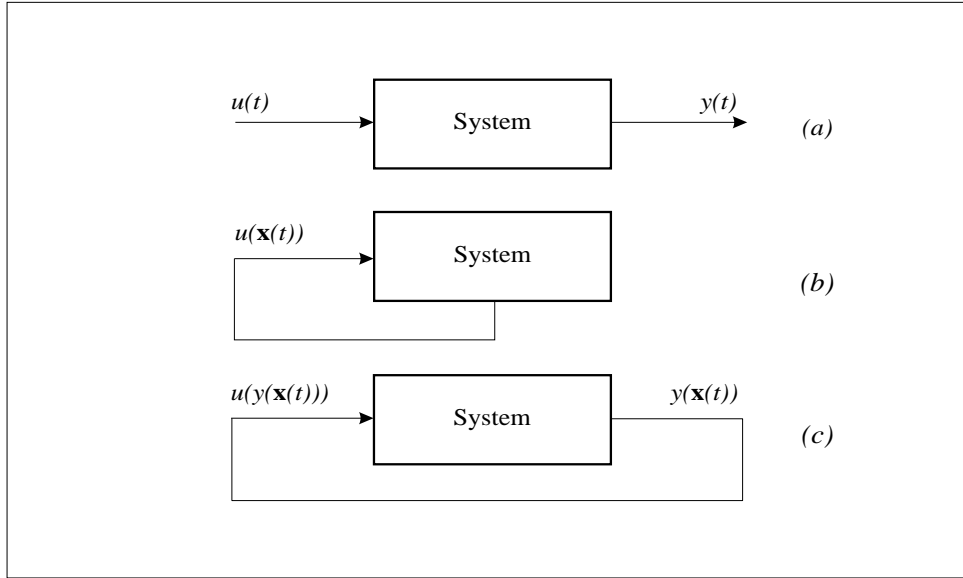 u(t)
System
y(t)
(a)
u(x(t))
System
(b)
u(y(x(t)))
System
y(x(t))
(c)